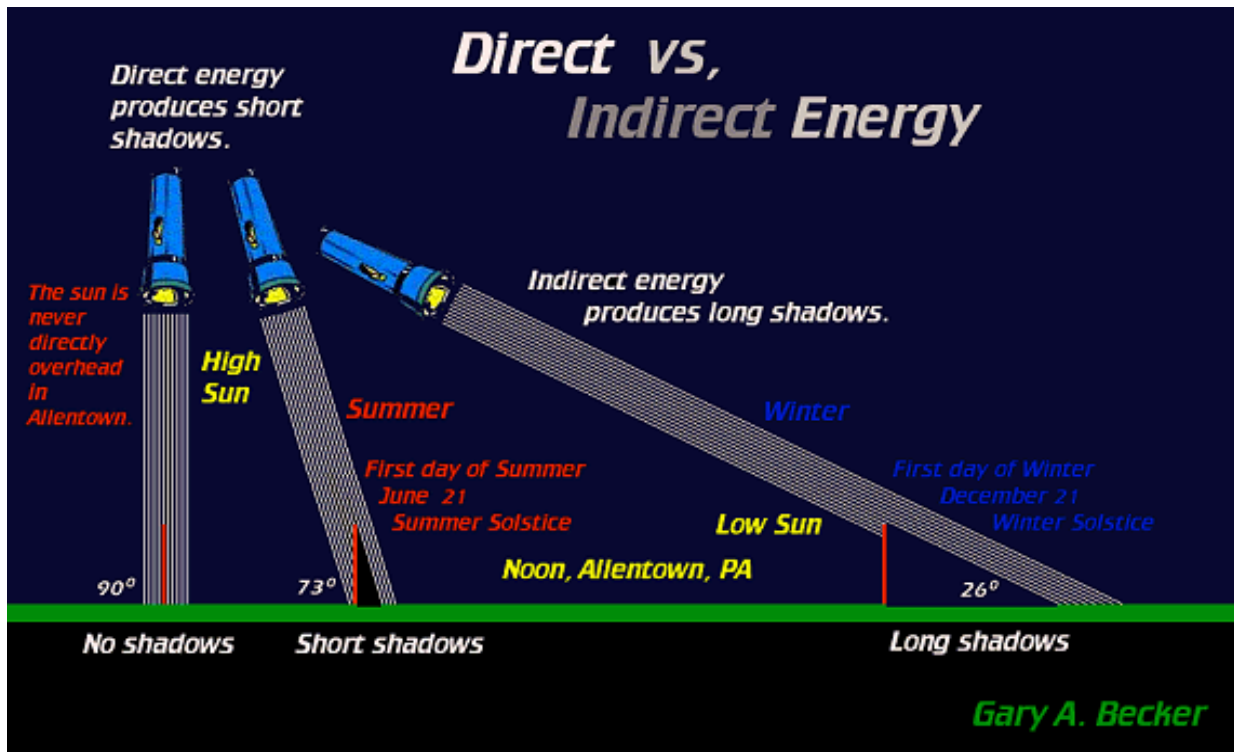 Direct vs,
Indirect Energy
Direct energy
produces short
shadows.
Indirect energy
produces long shadows.
The sun is
never
directly
overhead
in
Allentown.
High
Sun
Summer
Winter
First day of Summer
June 21
Summer Solstice
First day of Winter
December 21
Winter Solstice
Low Sun
Noon, Allentown, PA
90°
73°
26°
No shadows
Short shadows
Long shadows
Gary A. Becker